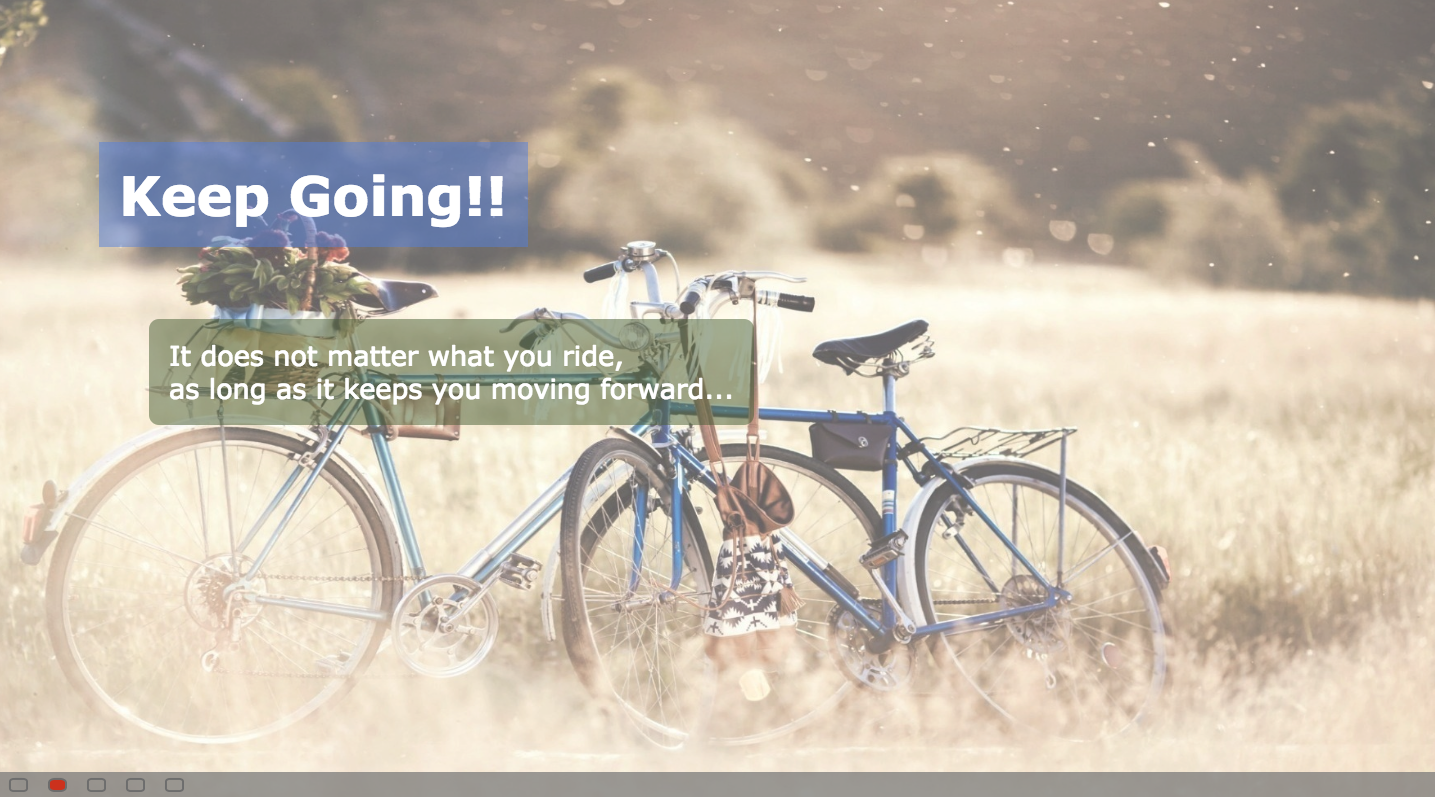 Keep Going!!
It does not matter what you ride,
as long as it keeps you moving forward...